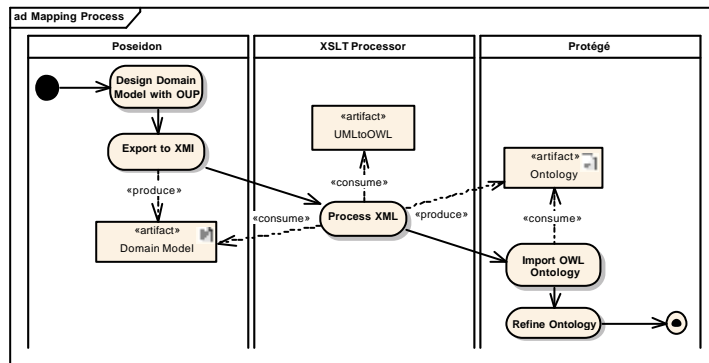 ad Mapping Process
Poseidon
XSLT Processor
Protégé
Design Domain
Model with OUP
Export to XMI
«produce»
«artifact»
Domain Model
«artifact»
UMLtoOWL
«consume»
«consume»
Process XML
«produce»
«artifact»
Ontology
«consume»
Import OWL
Ontology
Refine Ontology